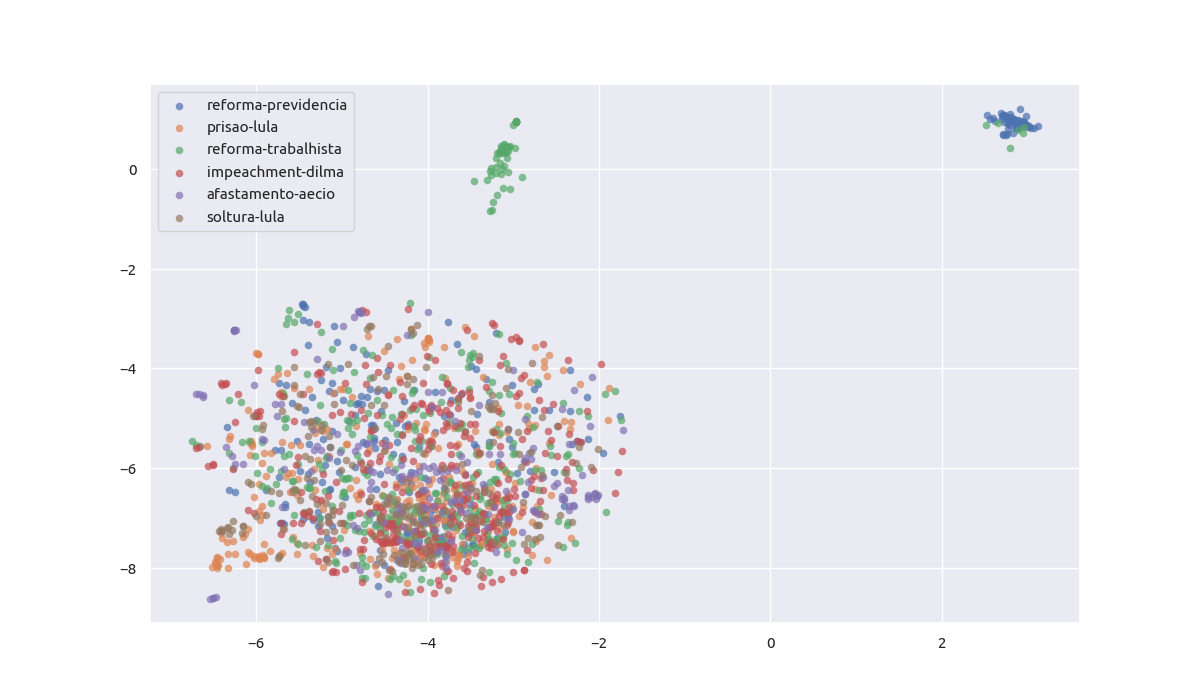 reforma-previdencia
prisao-lula
reforma-trabalhista
impeachment-dilma
afastamento-aecio
soltura-lula
0
−2
−4
−6
−8
−6 −4 −2 0 2